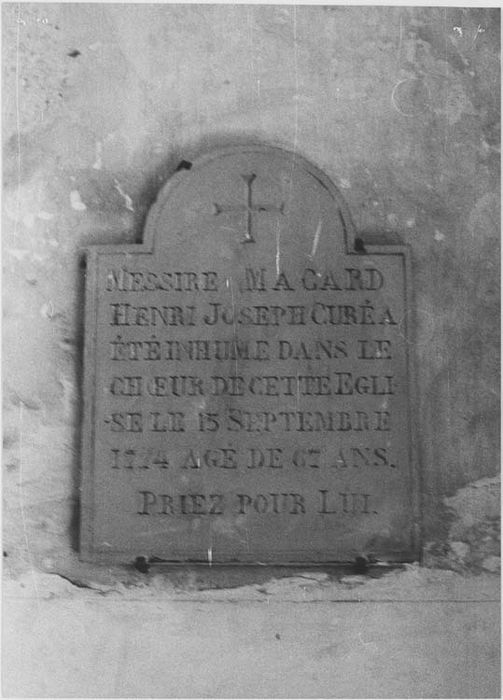 MESSIRE MAGARD
HENRI JOSEPH CURÉ A
ÉTÉ INHUME DANS LE
CHŒUR DE CETTE EGLI-
-SE LE 15 SEPTEMBRE
1774 AGÉ DE 67 ANS.
PRIEZ POUR LUI.